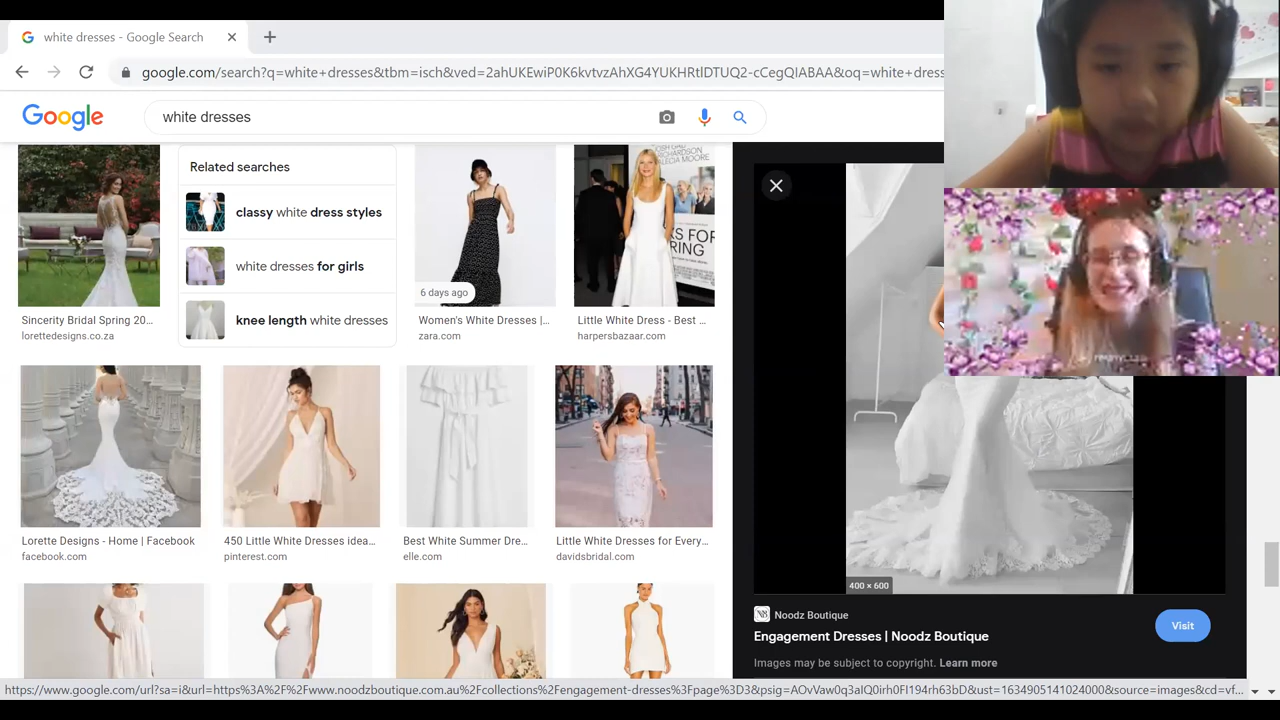 white dresses - Google Search
google.com/search?q=white+dresses&tbm=isch&ved=2ahUKEwiP0K6kvtvzAhXG4YUKHRtlDTUQ2-cCegQIABAA&oq=white+dress
Google
white dresses
Related searches
classy white dress styles
white dresses for girls
knee length white dresses
6 days ago
Sincerity Bridal Spring 20...
lorettedesigns.co.za
Women's White Dresses |...
zara.com
Little White Dress - Best ...
harpersbazaar.com
Lorette Designs - Home | Facebook
facebook.com
450 Little White Dresses idea...
pinterest.com
Best White Summer Dre...
elle.com
Little White Dresses for Every...
davidsbridal.com
400 × 600
Noodz Boutique
Engagement Dresses | Noodz Boutique
Visit
Images may be subject to copyright. Learn more
https://www.google.com/url?sa=i&url=https%3A%2F%2Fwww.noodzboutique.com.au%2Fcollections%2Fengagement-dresses%3Fpage%3D3&psig=AOvVaw0q3aIQ0irh0FI194rh63bD&ust=1634905141024000&source=images&cd=vf...